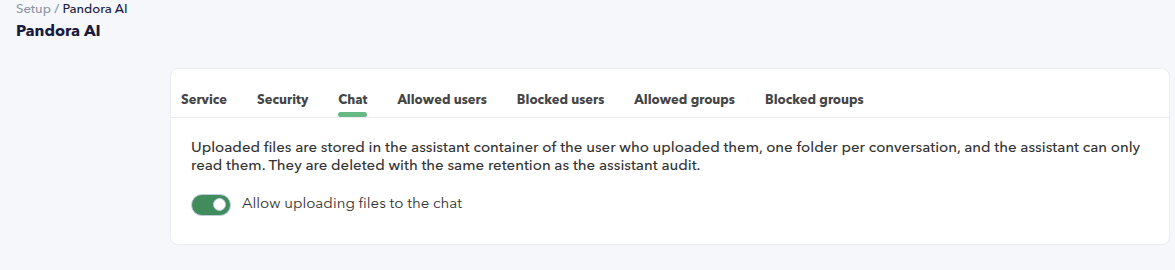 Setup / Pandora AI
Pandora AI
Service Security Chat Allowed users Blocked users Allowed groups Blocked groups
Uploaded files are stored in the assistant container of the user who uploaded them, one folder per conversation, and the assistant can only
read them. They are deleted with the same retention as the assistant audit.
Allow uploading files to the chat